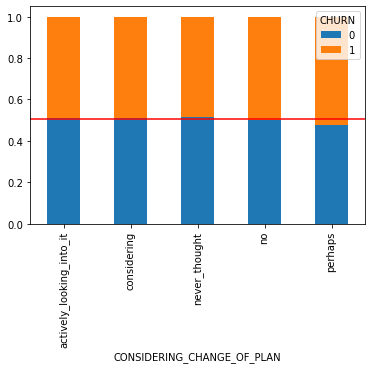 CHURN
0
1
1.0
0.8
0.6
0.4
0.2
0.0
actively_looking_into_it
considering
never_thought
no
perhaps
CONSIDERING_CHANGE_OF_PLAN